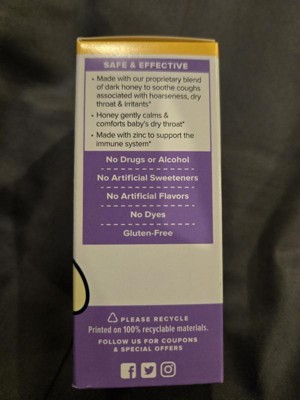 SAFE & EFFECTIVE
• Made with our proprietary blend
of dark honey to soothe coughs
associated with hoarseness, dry
throat & irritants*
• Honey gently calms &
comforts baby's dry throat*
• Made with zinc to support the
immune system*
No Drugs or Alcohol
No Artificial Sweeteners
No Artificial Flavors
No Dyes
Gluten-Free
PLEASE RECYCLE
Printed on 100% recyclable materials.
FOLLOW US FOR COUPONS
& SPECIAL OFFERS